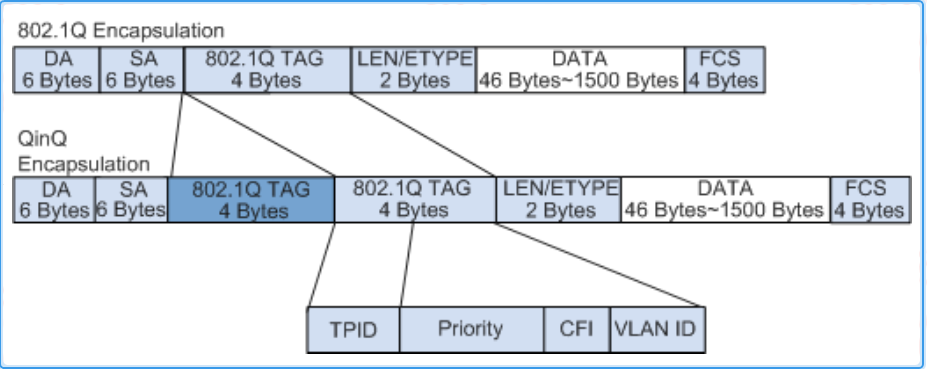 802.1Q Encapsulation
DA SA 802.1Q TAG LEN/ETYPE DATA FCS
6 Bytes 6 Bytes 4 Bytes 2 Bytes 46 Bytes~1500 Bytes 4 Bytes
QinQ
Encapsulation
DA SA 802.1Q TAG 802.1Q TAG LEN/ETYPE DATA FCS
6 Bytes 6 Bytes 4 Bytes 4 Bytes 2 Bytes 46 Bytes~1500 Bytes 4 Bytes
TPID Priority CFI VLAN ID